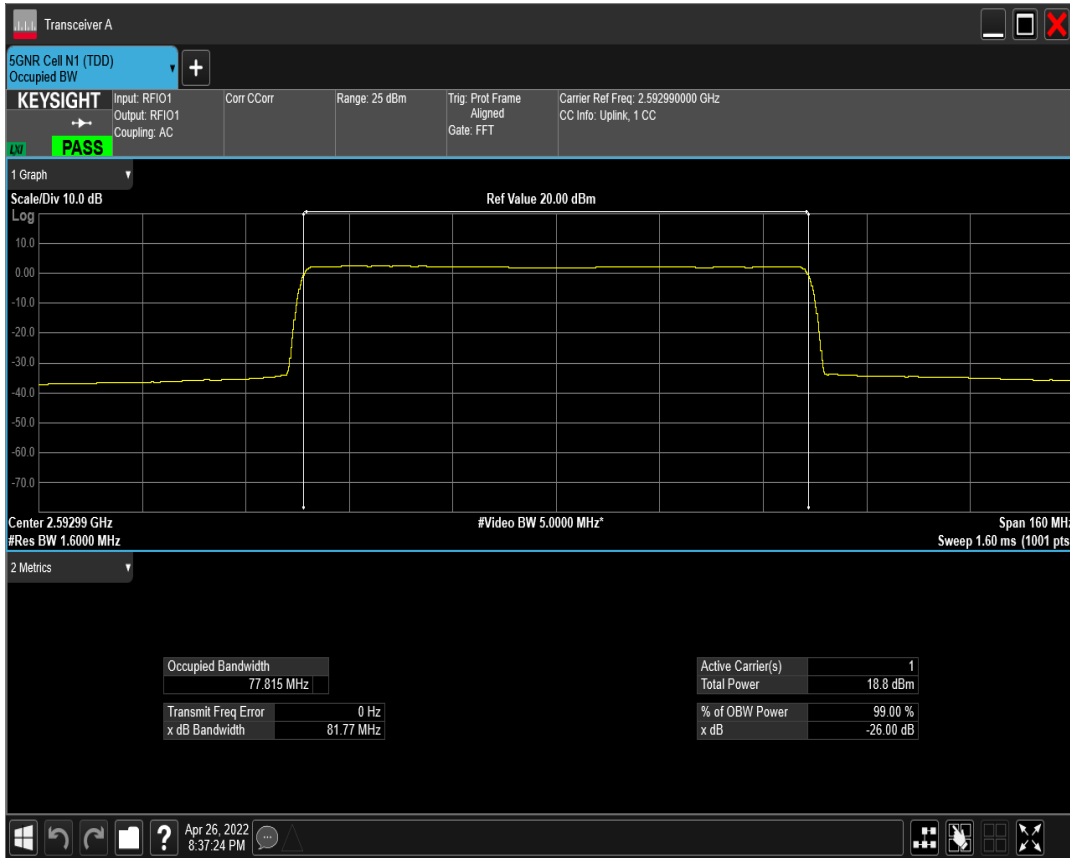 Transceiver A
5GNR Cell N1 (TDD)
Occupied BW
+
KEYSIGHT
LXI
PASS
Input: RFIO1
Output: RFIO1
Coupling: AC
Corr CCorr
Range: 25 dBm
Trig: Prot Frame
Aligned
Gate: FFT
Carrier Ref Freq: 2.592990000 GHz
CC Info: Uplink, 1 CC
1 Graph
Scale/Div 10.0 dB
Ref Value 20.00 dBm
Log
10.0
0.00
-10.0
-20.0
-30.0
-40.0
-50.0
-60.0
-70.0
Center 2.59299 GHz
#Video BW 5.0000 MHz*
Span 160 MHz
#Res BW 1.6000 MHz
Sweep 1.60 ms (1001 pts
2 Metrics
Occupied Bandwidth
77.815 MHz
Transmit Freq Error 0 Hz
x dB Bandwidth 81.77 MHz
Active Carrier(s) 1
Total Power 18.8 dBm
% of OBW Power 99.00 %
x dB -26.00 dB
?
Apr 26, 2022
8:37:24 PM